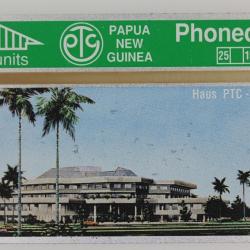 units
PTC
PAPUA
NEW
GUINEA
Phonec
25
Haus PTC -